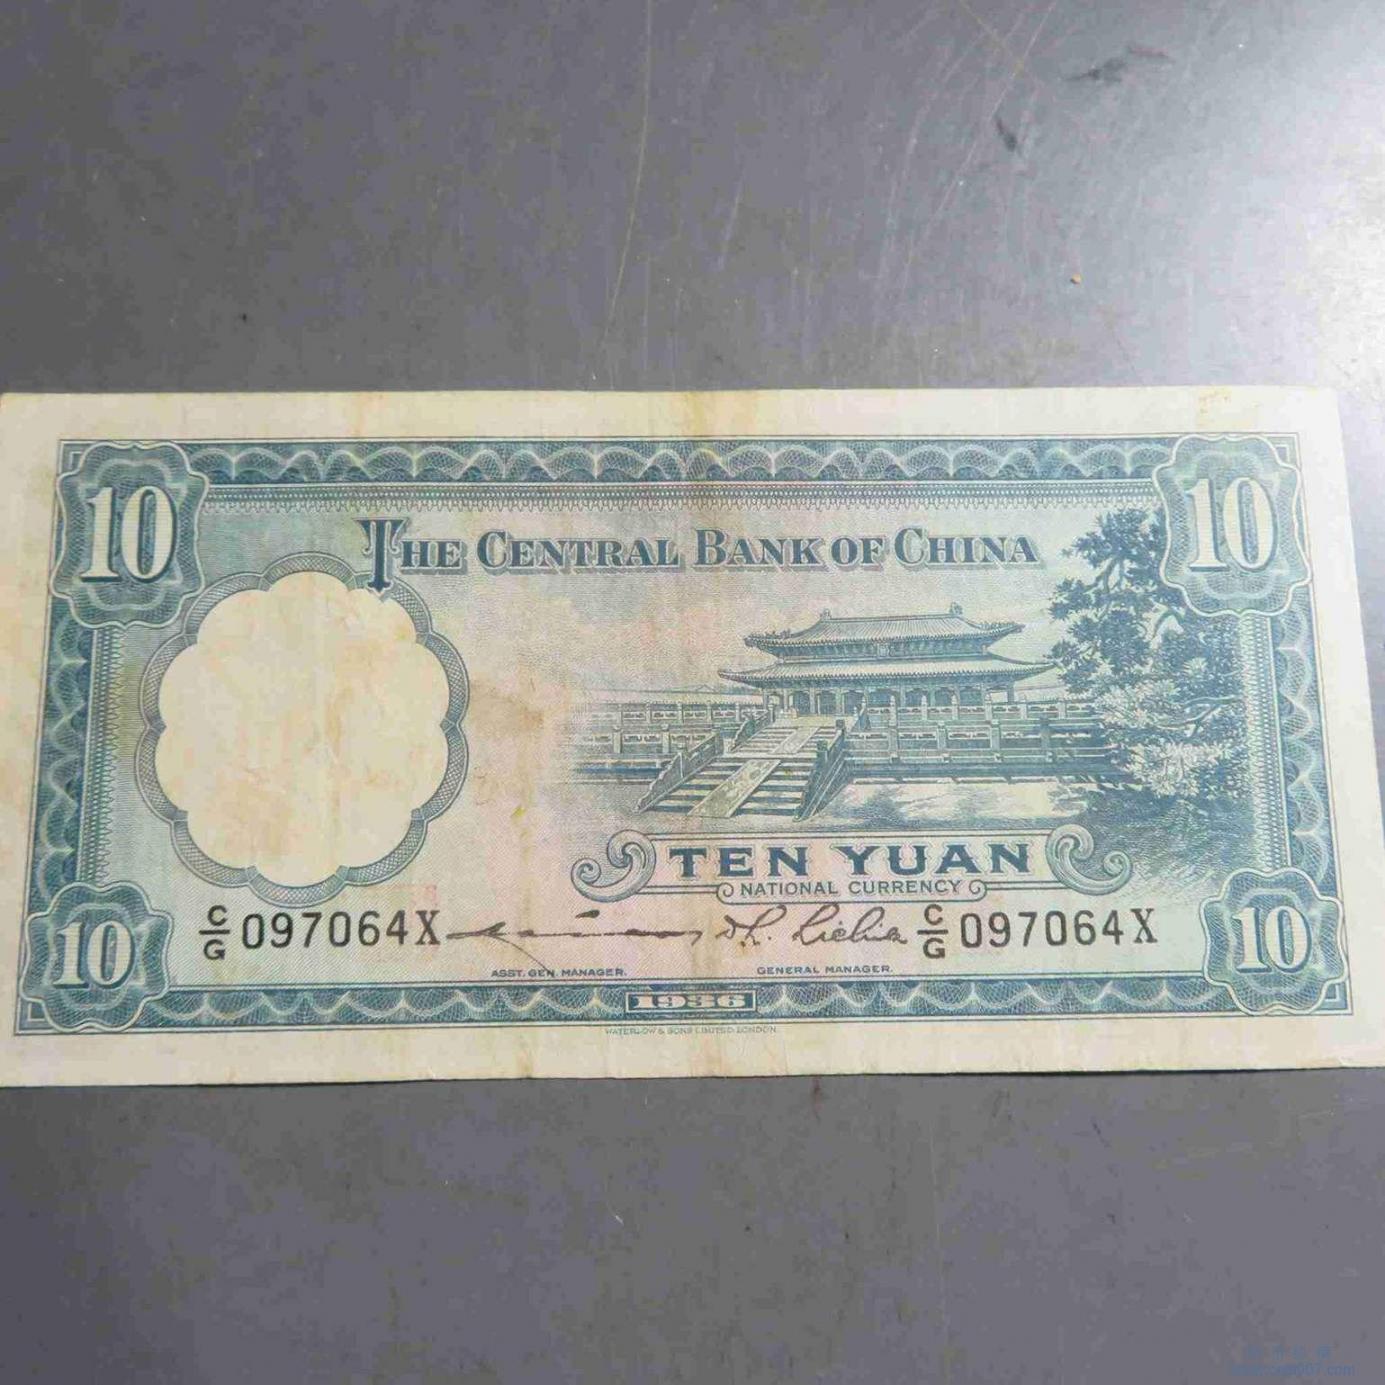 10 10
THE CENTRAL BANK OF CHINA
TEN YUAN
NATIONAL CURRENCY
C/G 097064X C/G 097064X
ASST. GEN. MANAGER. GENERAL MANAGER.
10 10
1936
WATERLOW & SONS LIMITED LONDON